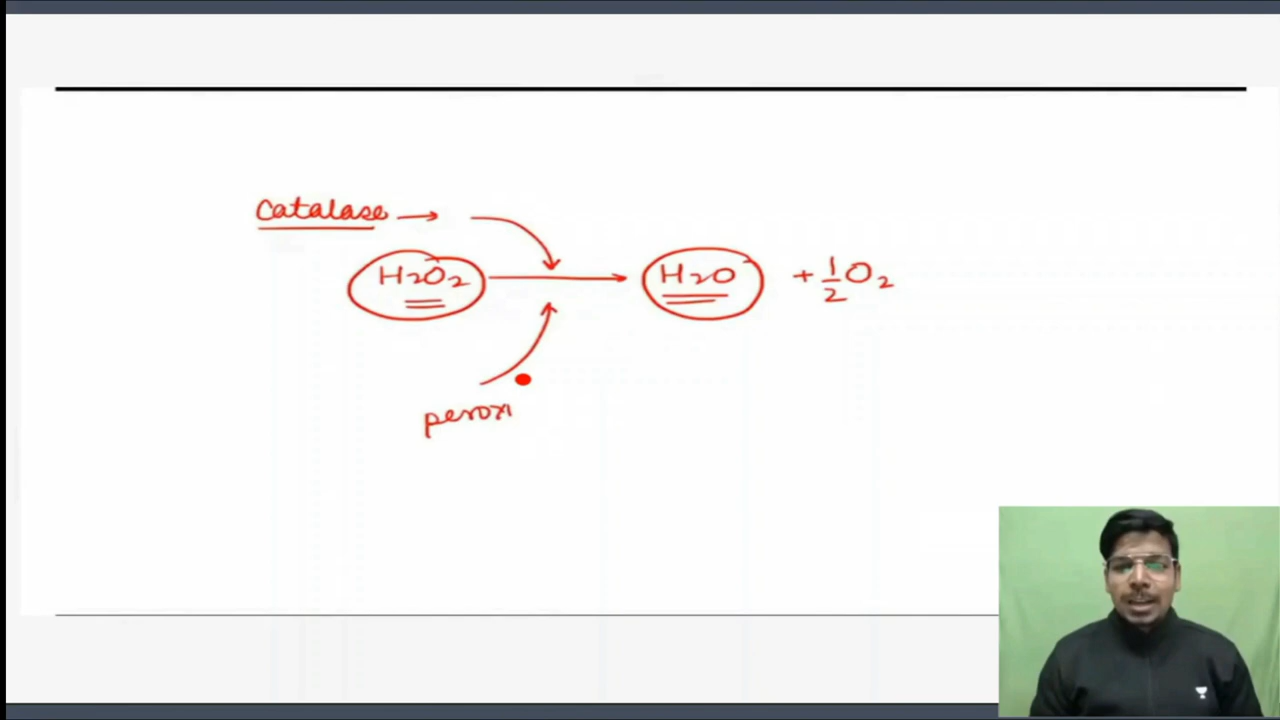 Catalase →
H2O2 → H2O + 1/2 O2
peroxi